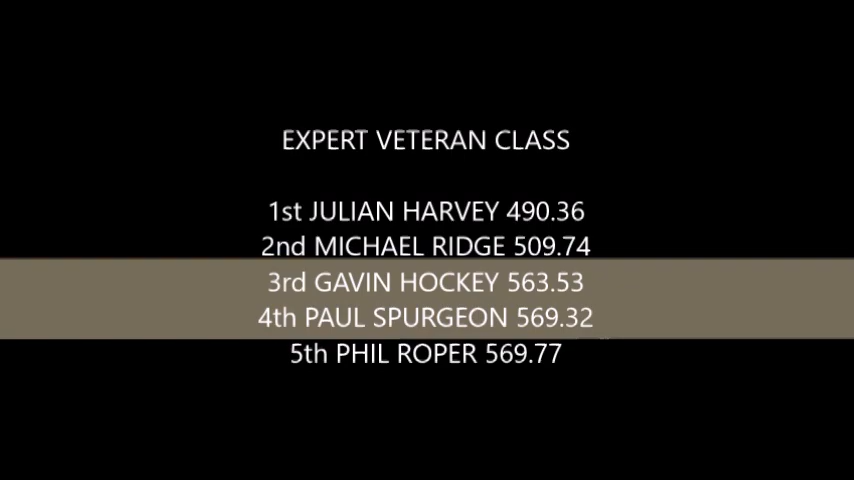 EXPERT VETERAN CLASS
1st JULIAN HARVEY 490.36
2nd MICHAEL RIDGE 509.74
3rd GAVIN HOCKEY 563.53
4th PAUL SPURGEON 569.32
5th PHIL ROPER 569.77